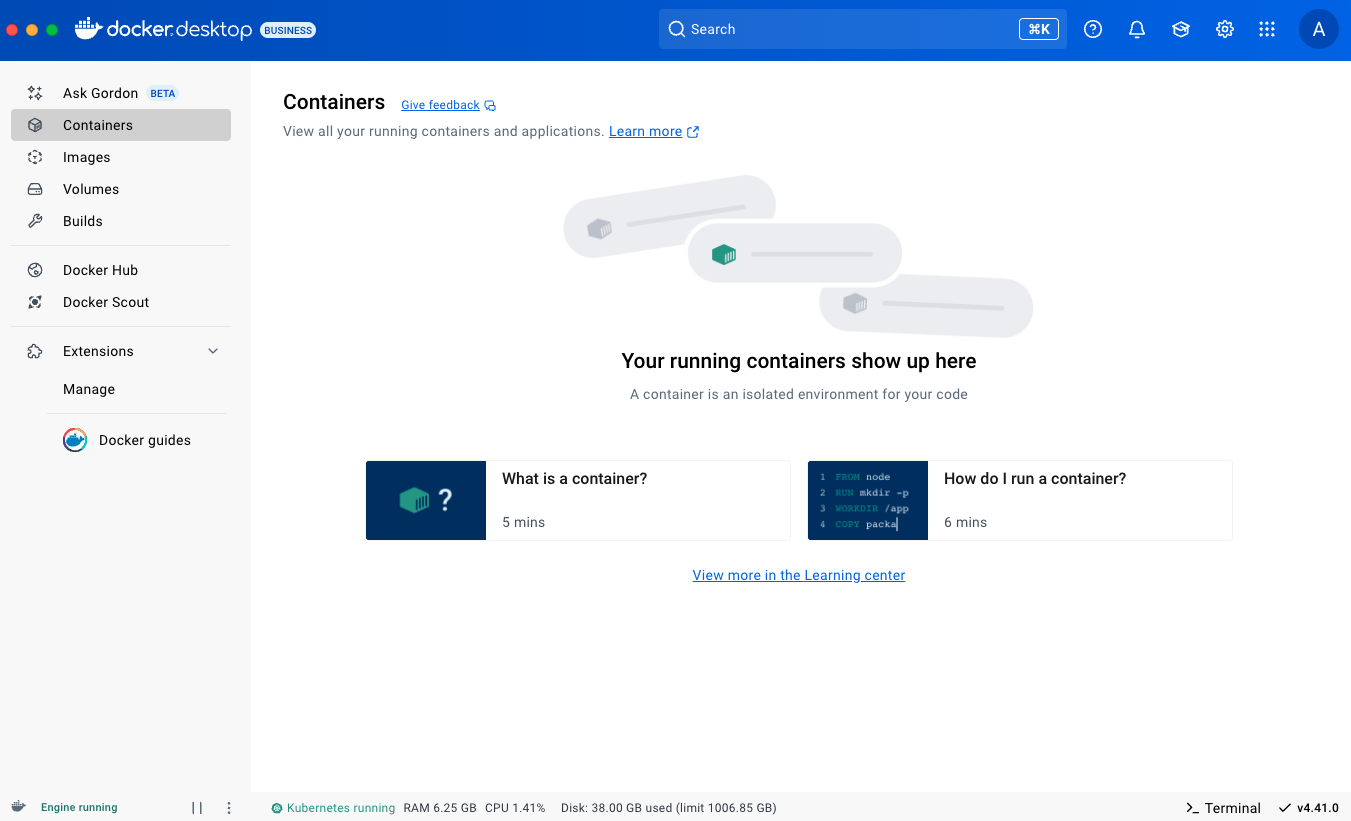 docker desktop BUSINESS
Search ⌘K
A
Ask Gordon BETA
Containers
Images
Volumes
Builds
Docker Hub
Docker Scout
Extensions
Manage
Docker guides
Containers Give feedback
View all your running containers and applications. Learn more
Your running containers show up here
A container is an isolated environment for your code
?
What is a container?
5 mins
1 FROM node
2 RUN mkdir -p
3 WORKDIR /app
4 COPY packa
How do I run a container?
6 mins
View more in the Learning center
Engine running
Kubernetes running RAM 6.25 GB CPU 1.41% Disk: 38.00 GB used (limit 1006.85 GB)
Terminal
v4.41.0